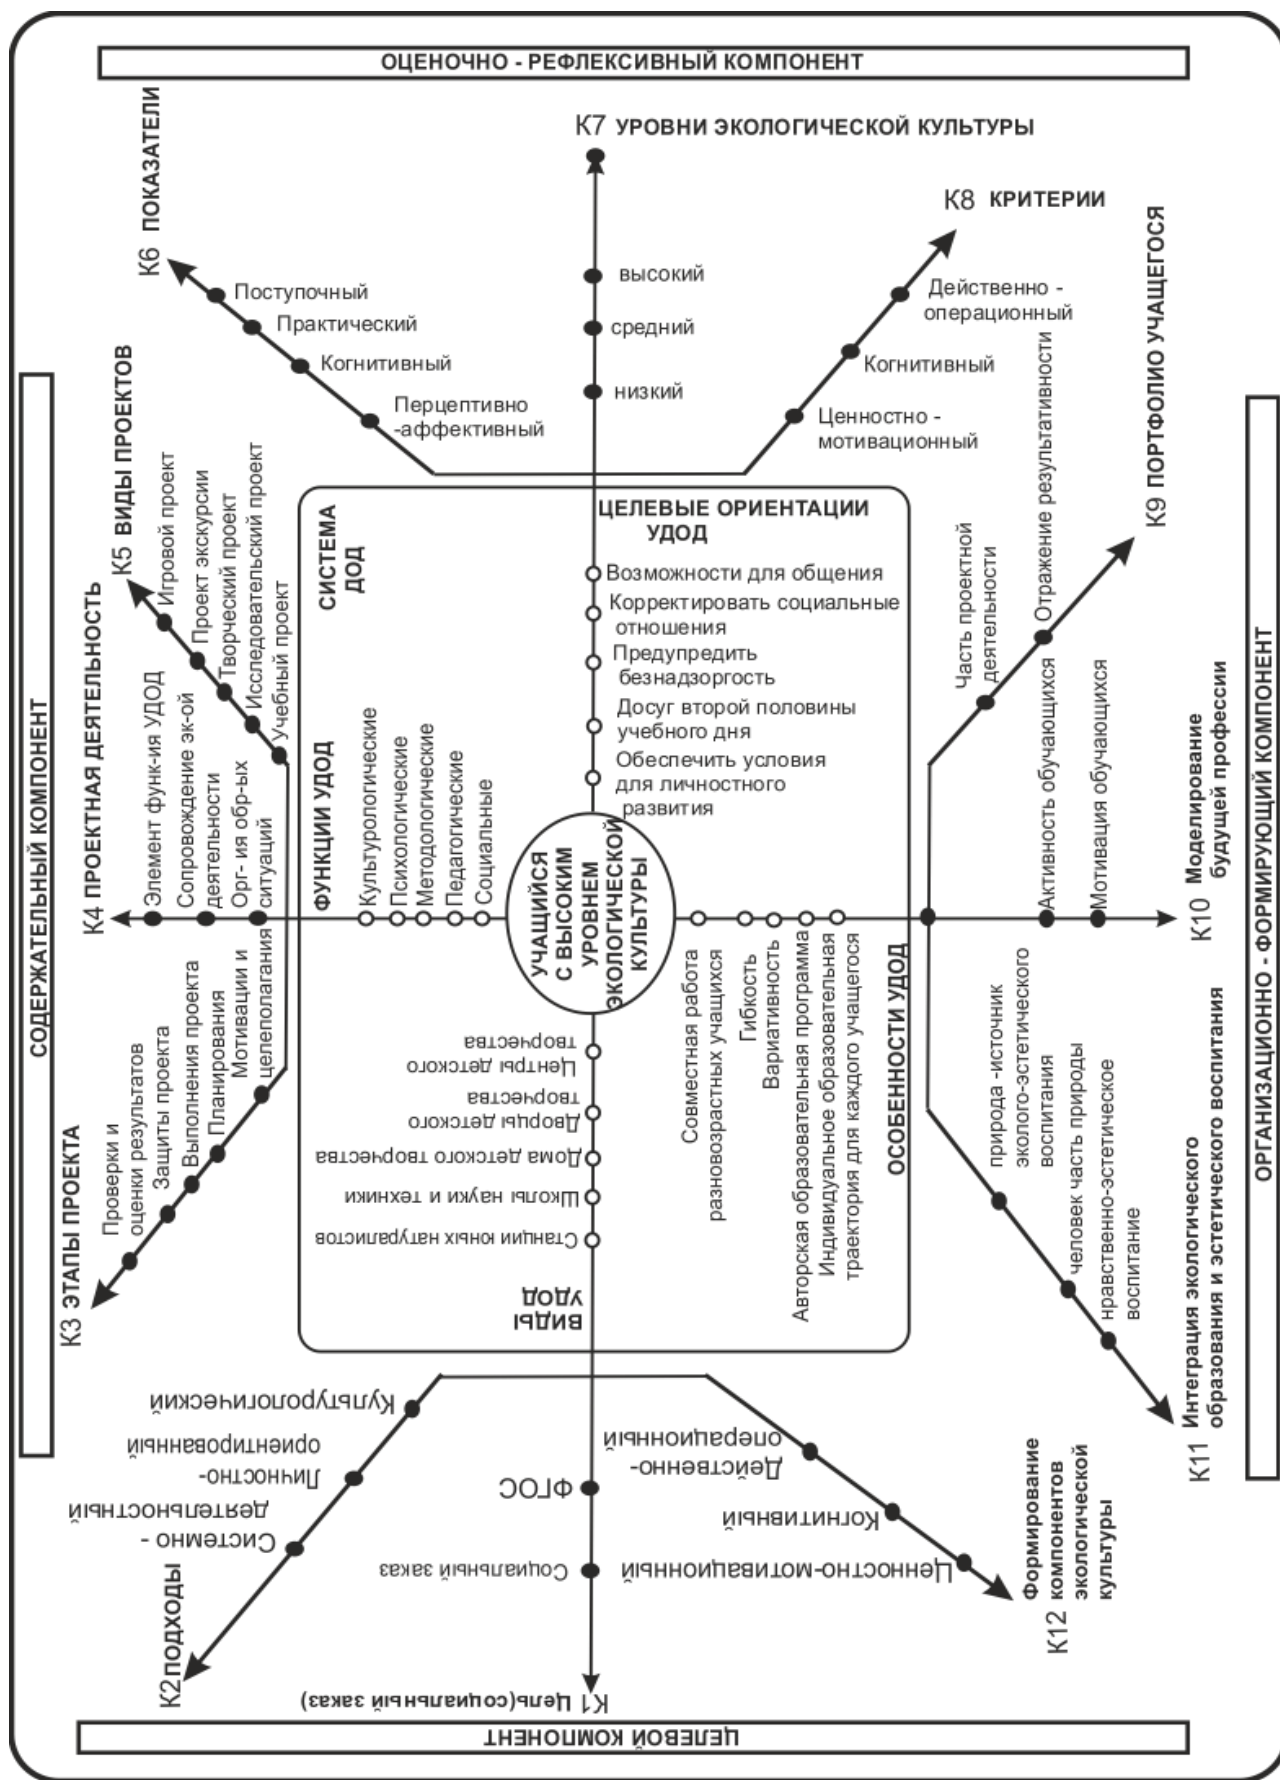 ОЦЕНОЧНО - РЕФЛЕКСИВНЫЙ КОМПОНЕНТ
К7 УРОВНИ ЭКОЛОГИЧЕСКОЙ КУЛЬТУРЫ
высокий
средний
низкий
К6 ПОКАЗАТЕЛИ
Поступочный
Практический
Когнитивный
Перцептивно
-аффективный
К8 КРИТЕРИИ
Действенно -
операционный
Когнитивный
Ценностно -
мотивационный
СОДЕРЖАТЕЛЬНЫЙ КОМПОНЕНТ
К5 ВИДЫ ПРОЕКТОВ
Игровой проект
Проект экскурсии
Творческий проект
Исследовательский проект
Учебный проект
К4 ПРОЕКТНАЯ ДЕЯТЕЛЬНОСТЬ
Элемент функ-ия УДОД
Сопровождение эк-ой
деятельности
Орг- ия обр-ых
ситуаций
К3 ЭТАПЫ ПРОЕКТА
Проверки и
оценки результатов
Защиты проекта
Выполнения проекта
Планирования
Мотивации и
целеполагания
СИСТЕМА
ДОД
ЦЕЛЕВЫЕ ОРИЕНТАЦИИ
УДОД
Возможности для общения
Корректировать социальные
отношения
Предупредить
безнадзоргость
Досуг второй половины
учебного дня
Обеспечить условия
для личностного
развития
ФУНКЦИИ УДОД
Культурологические
Психологические
Методологические
Педагогические
Социальные
УЧАЩИЙСЯ
С ВЫСОКИМ
УРОВНЕМ
ЭКОЛОГИЧЕСКОЙ
КУЛЬТУРЫ
Совместная работа
разновозрастных учащихся
Гибкость
Вариативность
Авторская образовательная программа
Индивидуальное образовательная
траектория для каждого учащегося
ОСОБЕННОСТИ УДОД
Центры детского
творчества
Дворцы детского
творчества
Дома детского творчества
Школы науки и техники
Станции юных натуралистов
ВИДЫ
УДОД
ОРГАНИЗАЦИОННО - ФОРМИРУЮЩИЙ КОМПОНЕНТ
К9 ПОРТФОЛИО УЧАЩЕГОСЯ
Часть проектной
деятельности
Отражение результативности
К10 Моделирование
будущей профессии
Активность обучающихся
Мотивация обучающихся
К11 Интеграция экологического
образования и эстетического воспитания
природа -источник
эколого-эстетического
воспитания
человек часть природы
нравственно-эстетическое
воспитание
К12 Формирование
компонентов
экологической
культуры
Действенно-
операционный
Когнитивный
Ценностно-мотивационный
К2 ПОДХОДЫ
Культурологический
Личностно-
ориентированный
Системно -
деятельностный
ФГОС
Социальный заказ
К1 Цель(социальный заказ)
ЦЕЛЕВОЙ КОМПОНЕНТ